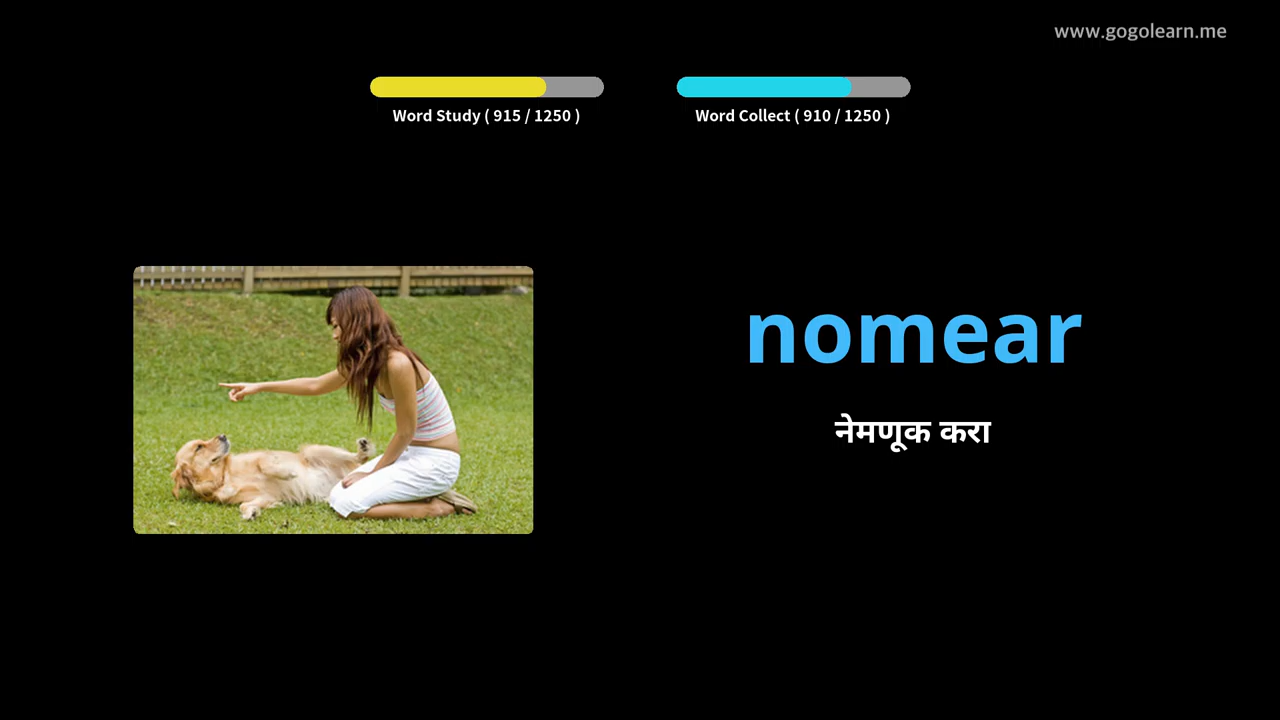 www.gogolearn.me
Word Study ( 915 / 1250 )
Word Collect ( 910 / 1250 )
nomear
नेमणूक करा